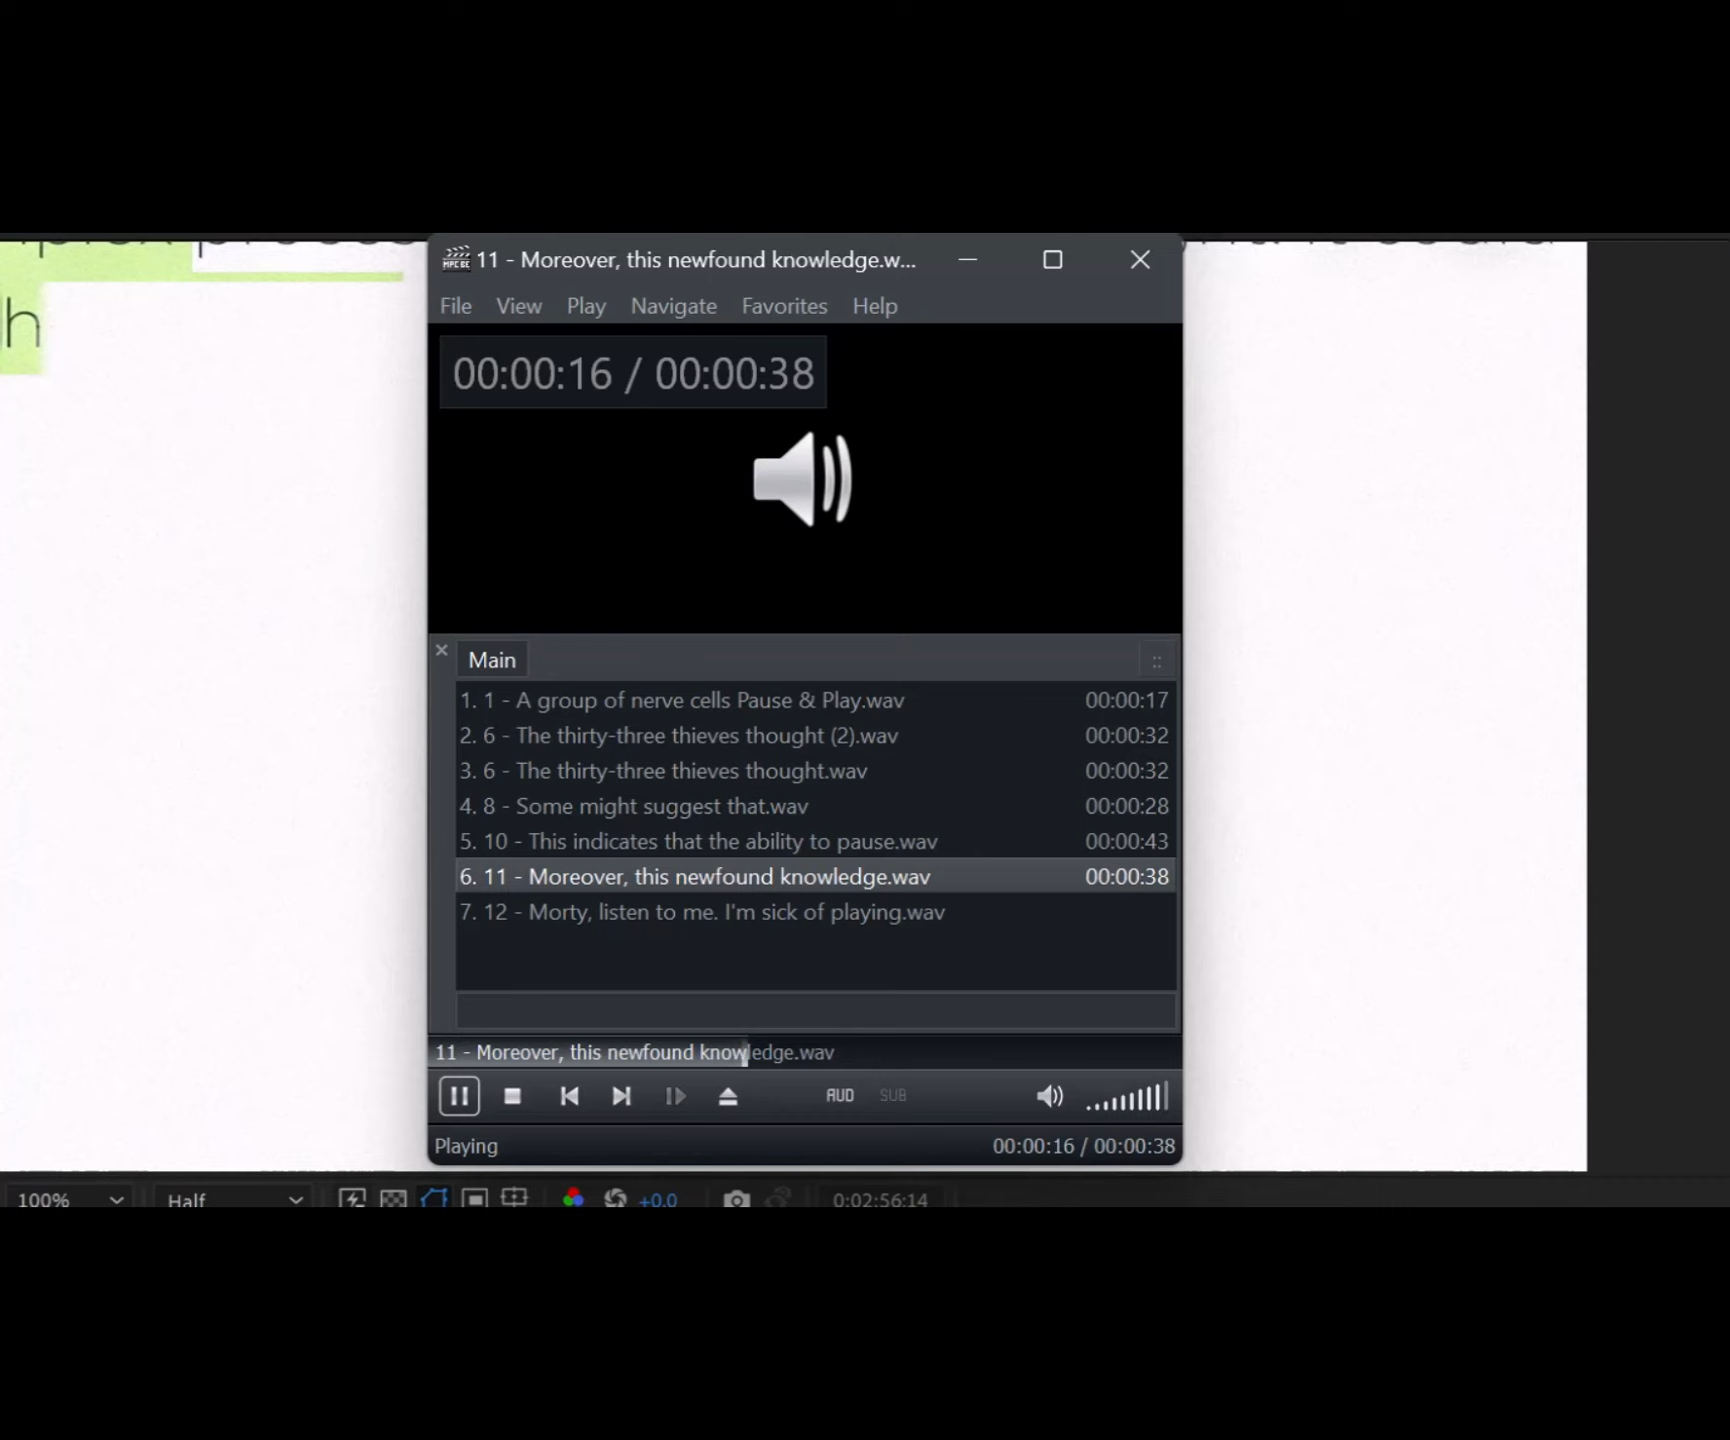 h
MPC BE
11 - Moreover, this newfound knowledge.w...
File View Play Navigate Favorites Help
00:00:16 / 00:00:38
Main
1. 1 - A group of nerve cells Pause & Play.wav 00:00:17
2. 6 - The thirty-three thieves thought (2).wav 00:00:32
3. 6 - The thirty-three thieves thought.wav 00:00:32
4. 8 - Some might suggest that.wav 00:00:28
5. 10 - This indicates that the ability to pause.wav 00:00:43
6. 11 - Moreover, this newfound knowledge.wav 00:00:38
7. 12 - Morty, listen to me. I'm sick of playing.wav
11 - Moreover, this newfound knowledge.wav
AUD SUB
Playing 00:00:16 / 00:00:38
100% Half +0.0 0:02:56:14